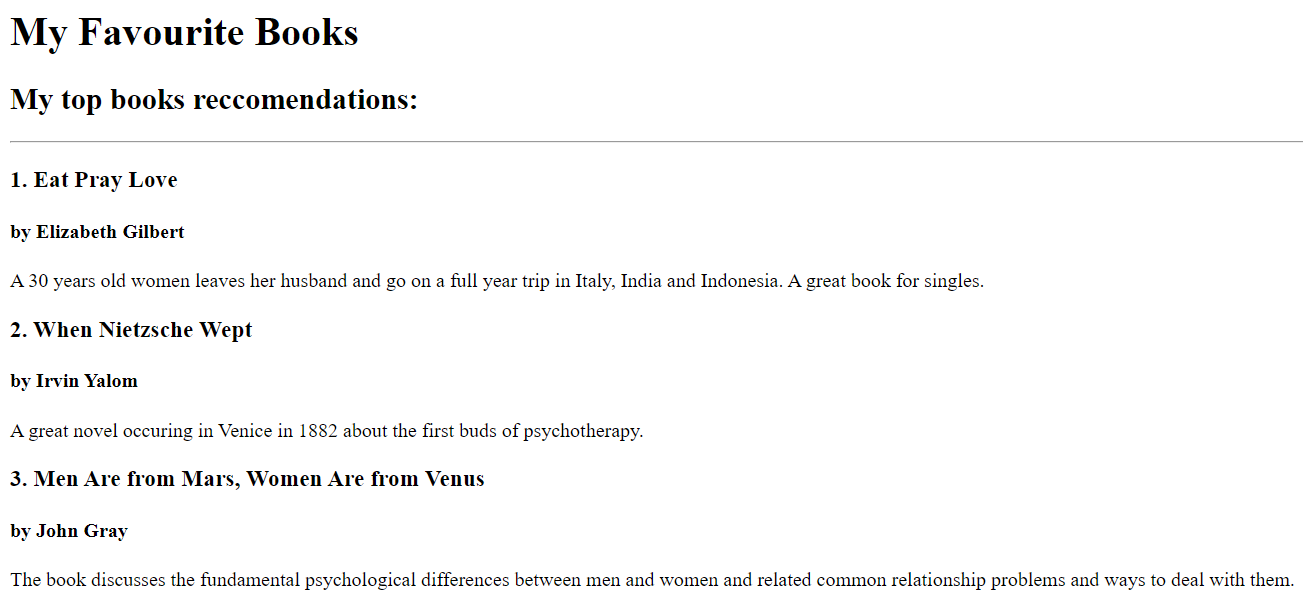 My Favourite Books
My top books reccomendations:
1. Eat Pray Love
by Elizabeth Gilbert
A 30 years old women leaves her husband and go on a full year trip in Italy, India and Indonesia. A great book for singles.
2. When Nietzsche Wept
by Irvin Yalom
A great novel occuring in Venice in 1882 about the first buds of psychotherapy.
3. Men Are from Mars, Women Are from Venus
by John Gray
The book discusses the fundamental psychological differences between men and women and related common relationship problems and ways to deal with them.